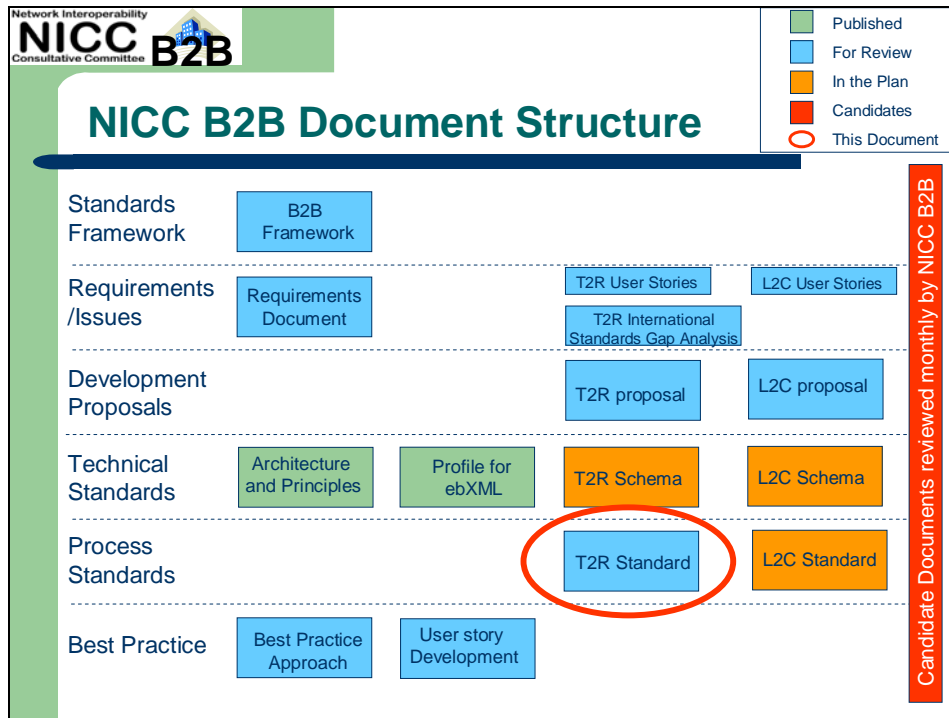 Network Interoperability
NICC
Consultative Committee
B2B
Published
For Review
In the Plan
Candidates
This Document
NICC B2B Document Structure
Standards
Framework
B2B
Framework
Requirements
/Issues
Requirements
Document
T2R User Stories
L2C User Stories
T2R International
Standards Gap Analysis
Development
Proposals
T2R proposal
L2C proposal
Technical
Standards
Architecture
and Principles
Profile for
ebXML
T2R Schema
L2C Schema
Process
Standards
T2R Standard
L2C Standard
Best Practice
Best Practice
Approach
User story
Development
Candidate Documents reviewed monthly by NICC B2B